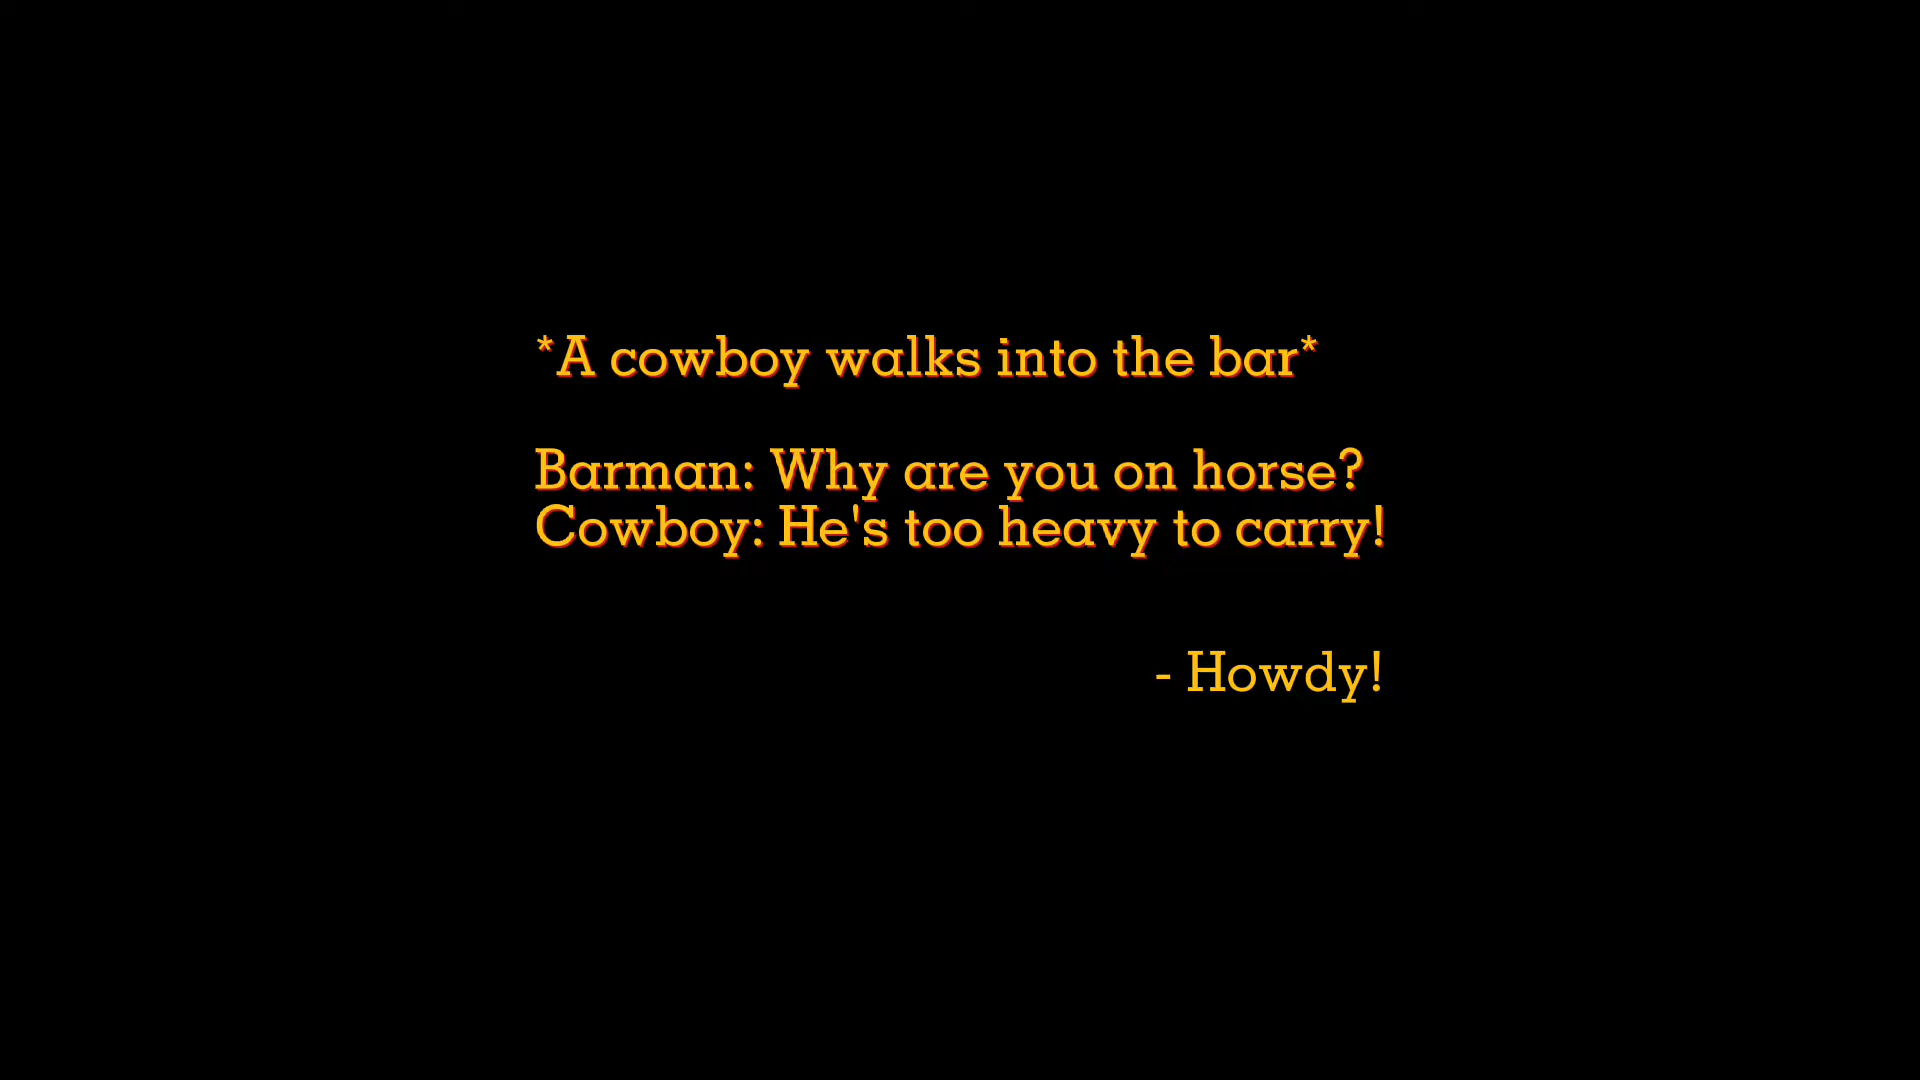 *A cowboy walks into the bar*
Barman: Why are you on horse?
Cowboy: He's too heavy to carry!
- Howdy!